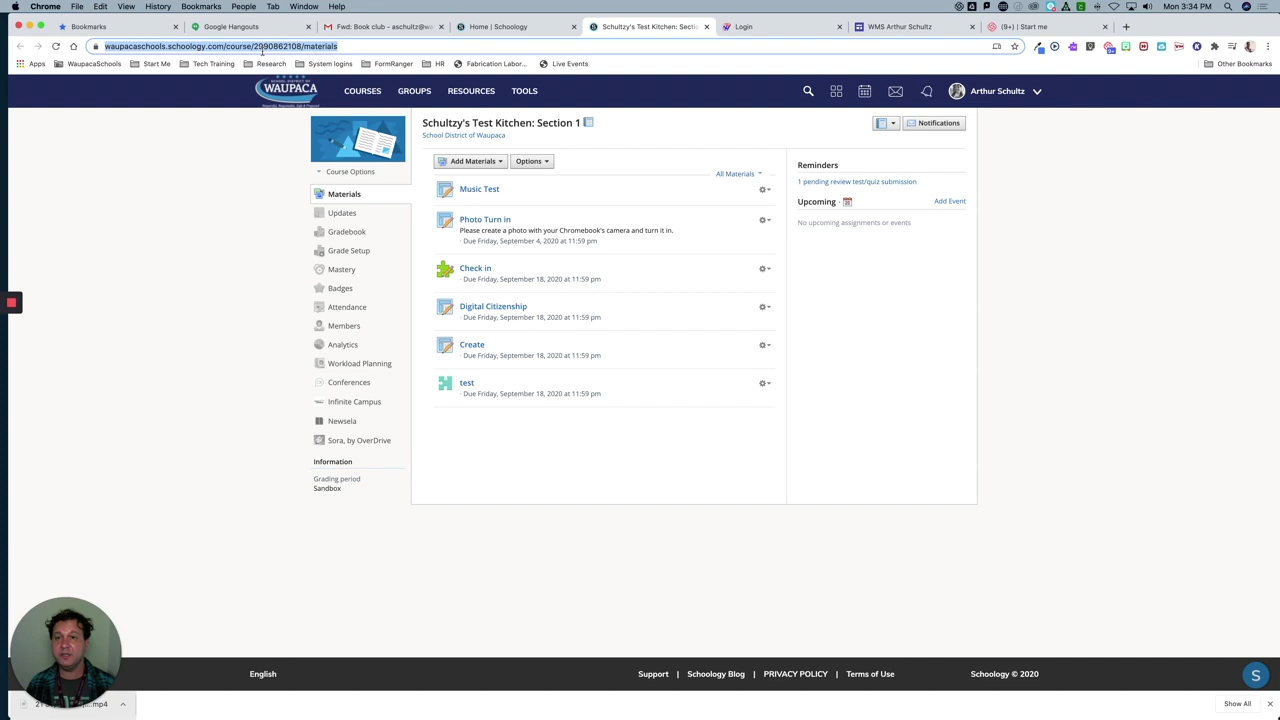 Chrome File Edit View History Bookmarks People Tab Window Help Mon 3:34 PM
Bookmarks Google Hangouts Fwd: Book club - aschultz@w Home | Schoology Schultzy's Test Kitchen: Secti Login WMS Arthur Schultz (9+) Start me
waupacaschools.schoology.com/course/2990862108/materials
Apps WaupacaSchools Start Me Tech Training Research System logins FormRanger HR Fabrication Labor... Live Events Other Bookmarks
SCHOOL DISTRICT OF
WAUPACA
COURSES GROUPS RESOURCES TOOLS Arthur Schultz
Schultzy's Test Kitchen: Section 1
School District of Waupaca
Notifications
Course Options
Materials
Updates
Gradebook
Grade Setup
Mastery
Badges
Attendance
Members
Analytics
Workload Planning
Conferences
Infinite Campus
Newsela
Sora, by OverDrive
Information
Grading period
Sandbox
Add Materials Options
All Materials
Music Test
Photo Turn in
Please create a photo with your Chromebook's camera and turn it in.
· Due Friday, September 4, 2020 at 11:59 pm
Check in
· Due Friday, September 18, 2020 at 11:59 pm
Digital Citizenship
· Due Friday, September 18, 2020 at 11:59 pm
Create
· Due Friday, September 18, 2020 at 11:59 pm
test
· Due Friday, September 18, 2020 at 11:59 pm
Reminders
1 pending review test/quiz submission
Upcoming · Add Event
No upcoming assignments or events
English Support | Schoology Blog | PRIVACY POLICY | Terms of Use Schoology © 2020
S
.mp4 Show All